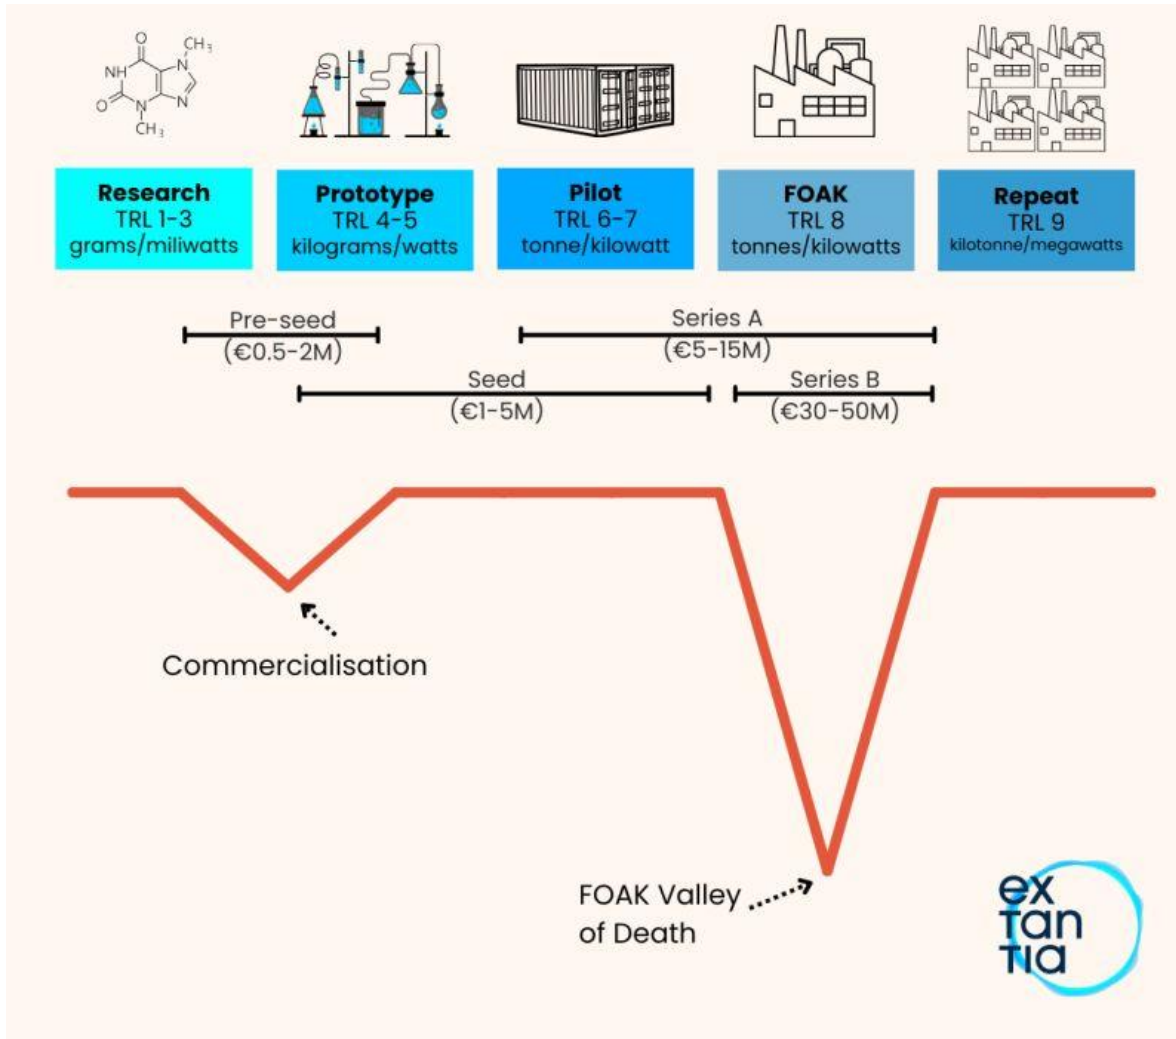 O
CH₃
NH
N
O
N
N
CH₃
Research
TRL 1-3
grams/miliwatts
Prototype
TRL 4-5
kilograms/watts
Pilot
TRL 6-7
tonne/kilowatt
FOAK
TRL 8
tonnes/kilowatts
Repeat
TRL 9
kilotonne/megawatts
Pre-seed
(€0.5-2M)
Series A
(€5-15M)
Seed
(€1-5M)
Series B
(€30-50M)
Commercialisation
FOAK Valley
of Death
ex
tan
tia